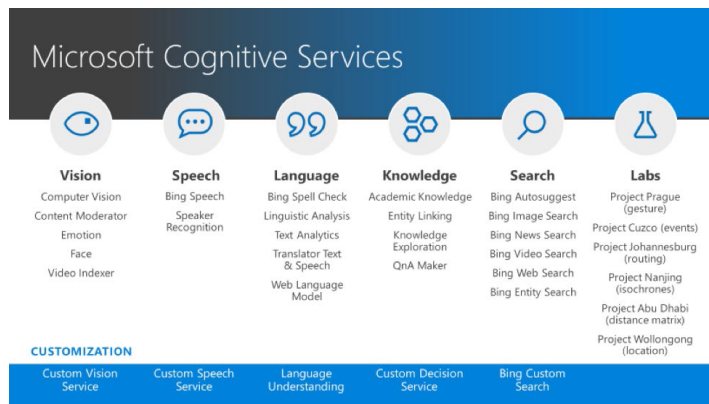 Microsoft Cognitive Services
Vision
Computer Vision
Content Moderator
Emotion
Face
Video Indexer
Speech
Bing Speech
Speaker
Recognition
Language
Bing Spell Check
Linguistic Analysis
Text Analytics
Translator Text
& Speech
Web Language
Model
Knowledge
Academic Knowledge
Entity Linking
Knowledge
Exploration
QnA Maker
Search
Bing Autosuggest
Bing Image Search
Bing News Search
Bing Video Search
Bing Web Search
Bing Entity Search
Labs
Project Prague
(gesture)
Project Cuzco (events)
Project Johannesburg
(routing)
Project Nanjing
(isochrones)
Project Abu Dhabi
(distance matrix)
Project Wollongong
(location)
CUSTOMIZATION
Custom Vision
Service
Custom Speech
Service
Language
Understanding
Custom Decision
Service
Bing Custom
Search